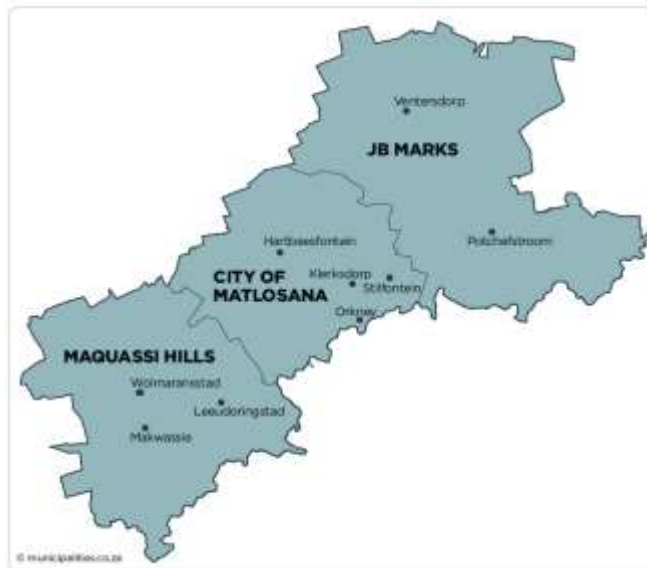 Ventersdorp
JB MARKS
Potchefstroom
Hartbeesfontein
Klerksdorp
CITY OF
MATLOSANA
Stilfontein
Orkney
MAQUASSI HILLS
Wolmaransstad
Leeudoringstad
Makwassie
© municipalities.co.za